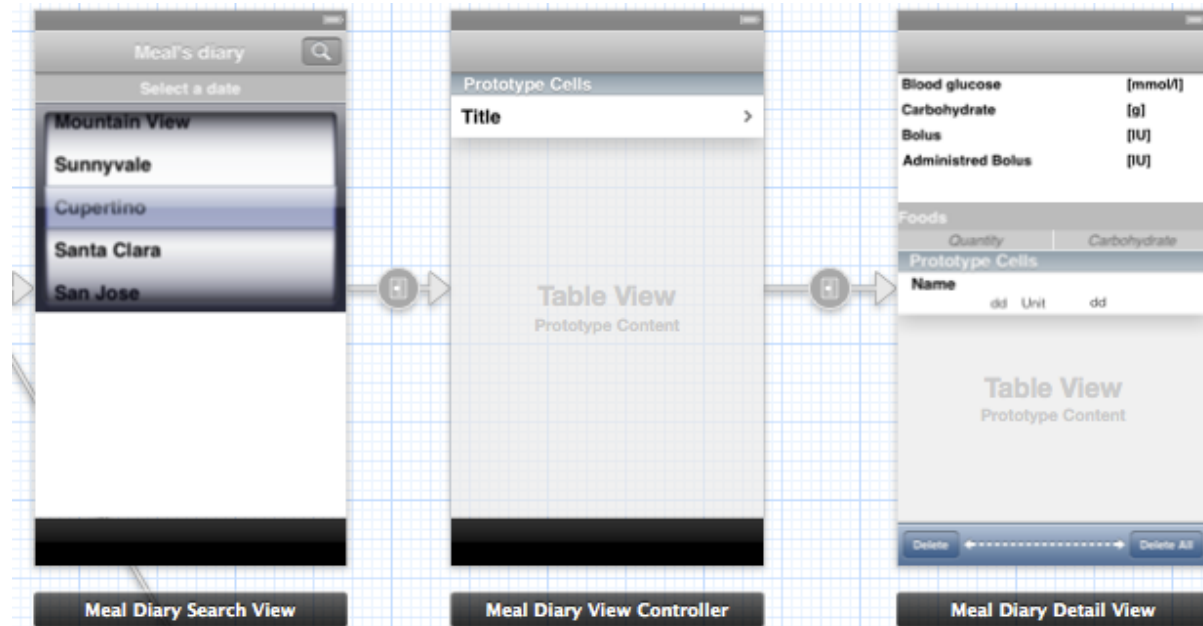 Meal's diary
Select a date
Mountain View
Sunnyvale
Cupertino
Santa Clara
San Jose
Meal Diary Search View
Prototype Cells
Title
Table View
Prototype Content
Meal Diary View Controller
Blood glucose [mmol/l]
Carbohydrate [g]
Bolus [IU]
Administred Bolus [IU]
Foods
Quantity Carbohydrate
Prototype Cells
Name
dd Unit dd
Table View
Prototype Content
Delete Delete All
Meal Diary Detail View